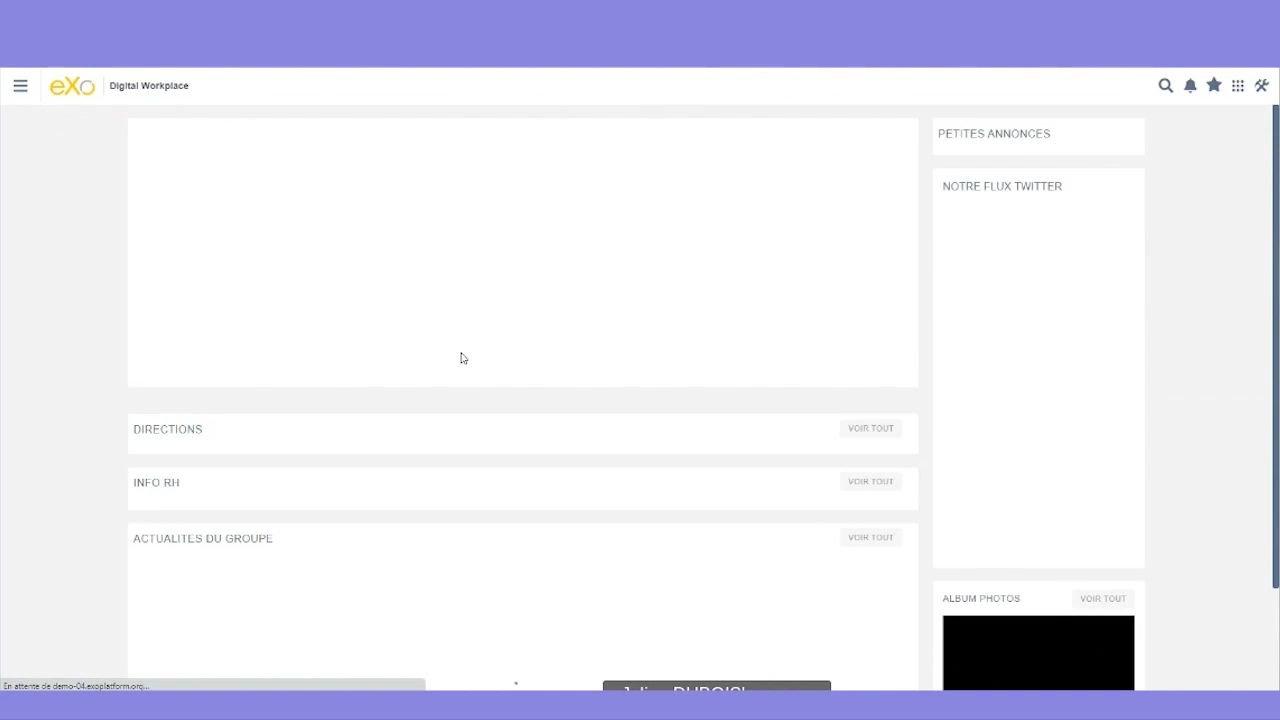 eXo
Digital Workplace
PETITES ANNONCES
NOTRE FLUX TWITTER
DIRECTIONS
VOIR TOUT
INFO RH
VOIR TOUT
ACTUALITES DU GROUPE
VOIR TOUT
ALBUM PHOTOS
VOIR TOUT
En attente de demo-04.exoplatform.org...
DUBOIS